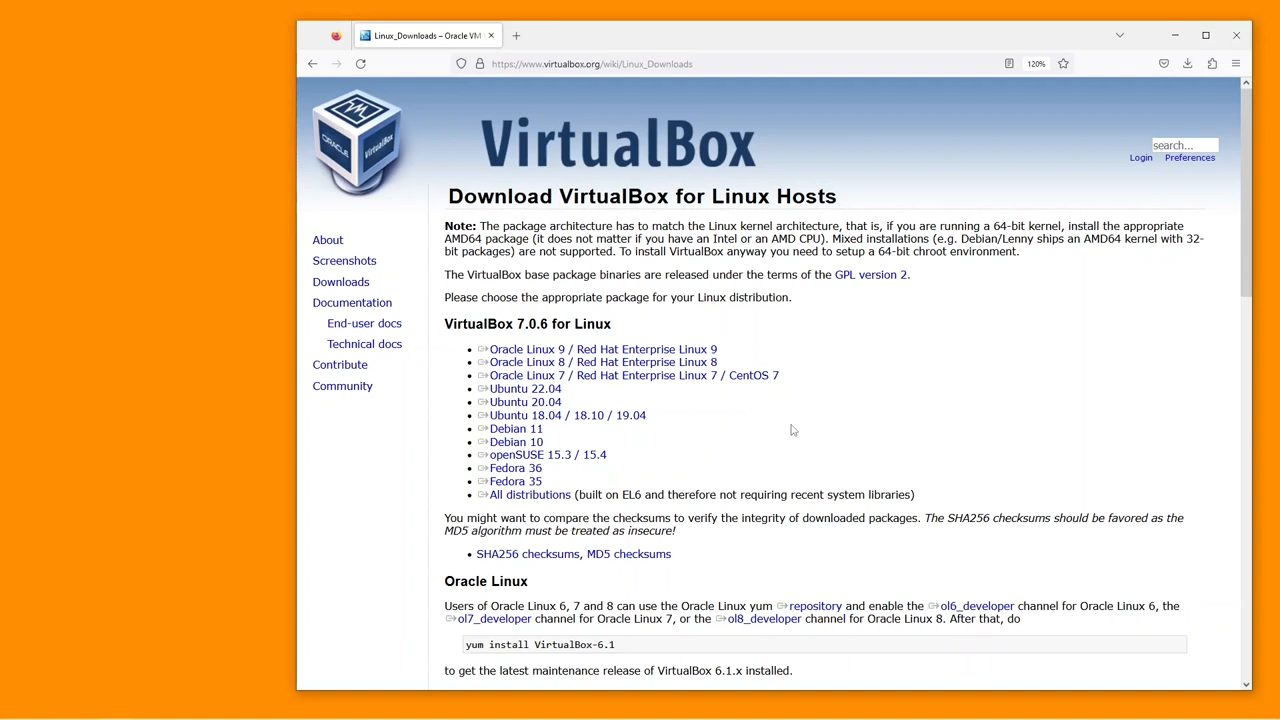 Linux_Downloads – Oracle VM
https://www.virtualbox.org/wiki/Linux_Downloads
120%
ORACLE
VirtualBox
VirtualBox
search...
Login
Preferences
About
Screenshots
Downloads
Documentation
End-user docs
Technical docs
Contribute
Community
Download VirtualBox for Linux Hosts
Note: The package architecture has to match the Linux kernel architecture, that is, if you are running a 64-bit kernel, install the appropriate
AMD64 package (it does not matter if you have an Intel or an AMD CPU). Mixed installations (e.g. Debian/Lenny ships an AMD64 kernel with 32-
bit packages) are not supported. To install VirtualBox anyway you need to setup a 64-bit chroot environment.
The VirtualBox base package binaries are released under the terms of the GPL version 2.
Please choose the appropriate package for your Linux distribution.
VirtualBox 7.0.6 for Linux
Oracle Linux 9 / Red Hat Enterprise Linux 9
Oracle Linux 8 / Red Hat Enterprise Linux 8
Oracle Linux 7 / Red Hat Enterprise Linux 7 / CentOS 7
Ubuntu 22.04
Ubuntu 20.04
Ubuntu 18.04 / 18.10 / 19.04
Debian 11
Debian 10
openSUSE 15.3 / 15.4
Fedora 36
Fedora 35
All distributions (built on EL6 and therefore not requiring recent system libraries)
You might want to compare the checksums to verify the integrity of downloaded packages. The SHA256 checksums should be favored as the
MD5 algorithm must be treated as insecure!
SHA256 checksums, MD5 checksums
Oracle Linux
Users of Oracle Linux 6, 7 and 8 can use the Oracle Linux yum repository and enable the ol6_developer channel for Oracle Linux 6, the
ol7_developer channel for Oracle Linux 7, or the ol8_developer channel for Oracle Linux 8. After that, do
yum install VirtualBox-6.1
to get the latest maintenance release of VirtualBox 6.1.x installed.